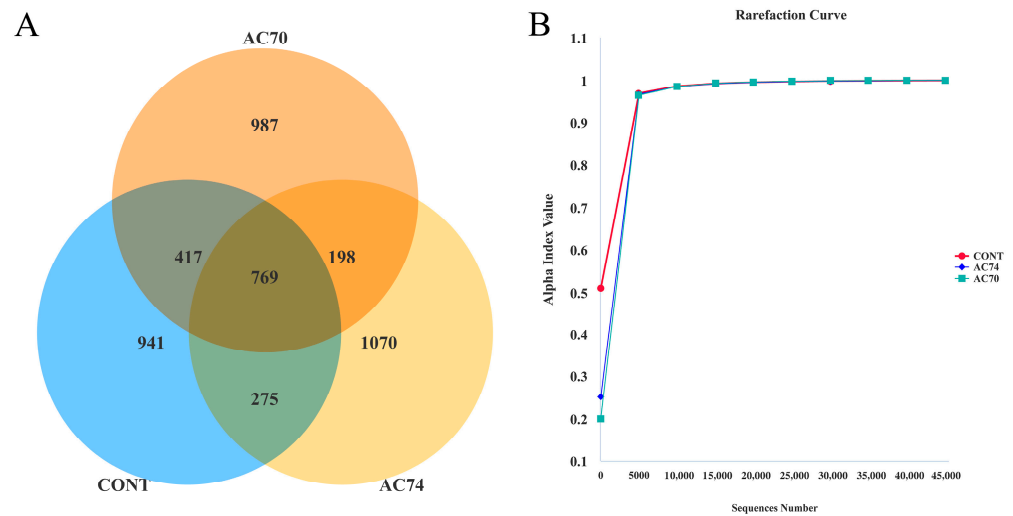 A
AC70
987
417
198
769
941
1070
275
CONT
AC74
B
Rarefaction Curve
Alpha Index Value
1.1
1
0.9
0.8
0.7
0.6
0.5
0.4
0.3
0.2
0.1
0 5000 10,000 15,000 20,000 25,000 30,000 35,000 40,000 45,000
Sequences Number
CONT
AC74
AC70